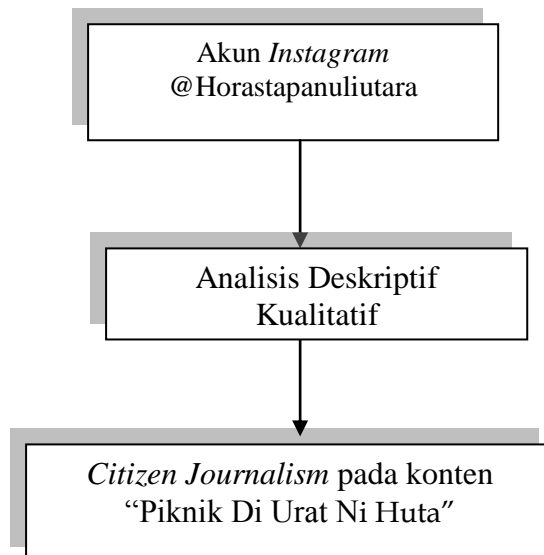 Akun Instagram
@Horastapanuliutara
Analisis Deskriptif
Kualitatif
Citizen Journalism pada konten
“Piknik Di Urat Ni Huta”